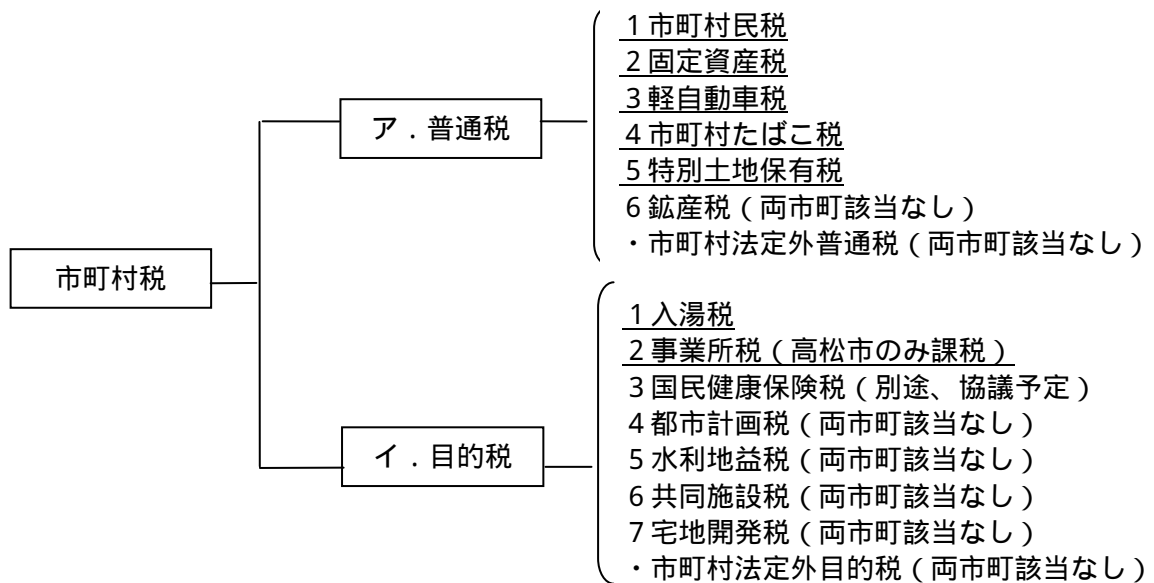 市町村税
ア．普通税
1 市町村民税
2 固定資産税
3 軽自動車税
4 市町村たばこ税
5 特別土地保有税
6 鉱産税（両市町該当なし）
・市町村法定外普通税（両市町該当なし）
イ．目的税
1 入湯税
2 事業所税（高松市のみ課税）
3 国民健康保険税（別途、協議予定）
4 都市計画税（両市町該当なし）
5 水利地益税（両市町該当なし）
6 共同施設税（両市町該当なし）
7 宅地開発税（両市町該当なし）
・市町村法定外目的税（両市町該当なし）